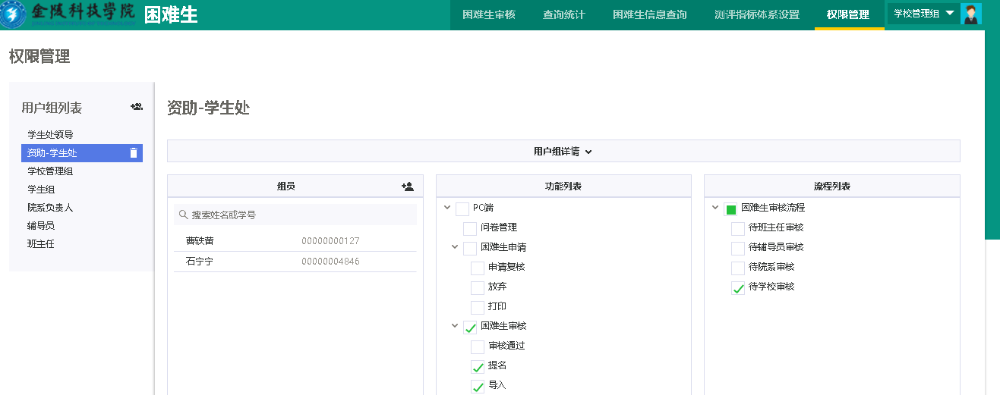 金陵科技学院 困难生 困难生审核 查询统计 困难生信息查询 测评指标体系设置 权限管理 学校管理组
权限管理
用户组列表
学生处领导
资助-学生处
学校管理组
学生组
院系负责人
辅导员
班主任
资助-学生处
用户组详情
组员
搜索姓名或学号
曹轶蕾 00000000127
石宁宁 00000004846
功能列表
PC端
问卷管理
困难生申请
申请复核
放弃
打印
困难生审核
审核通过
提名
导入
流程列表
困难生审核流程
待班主任审核
待辅导员审核
待院系审核
待学校审核